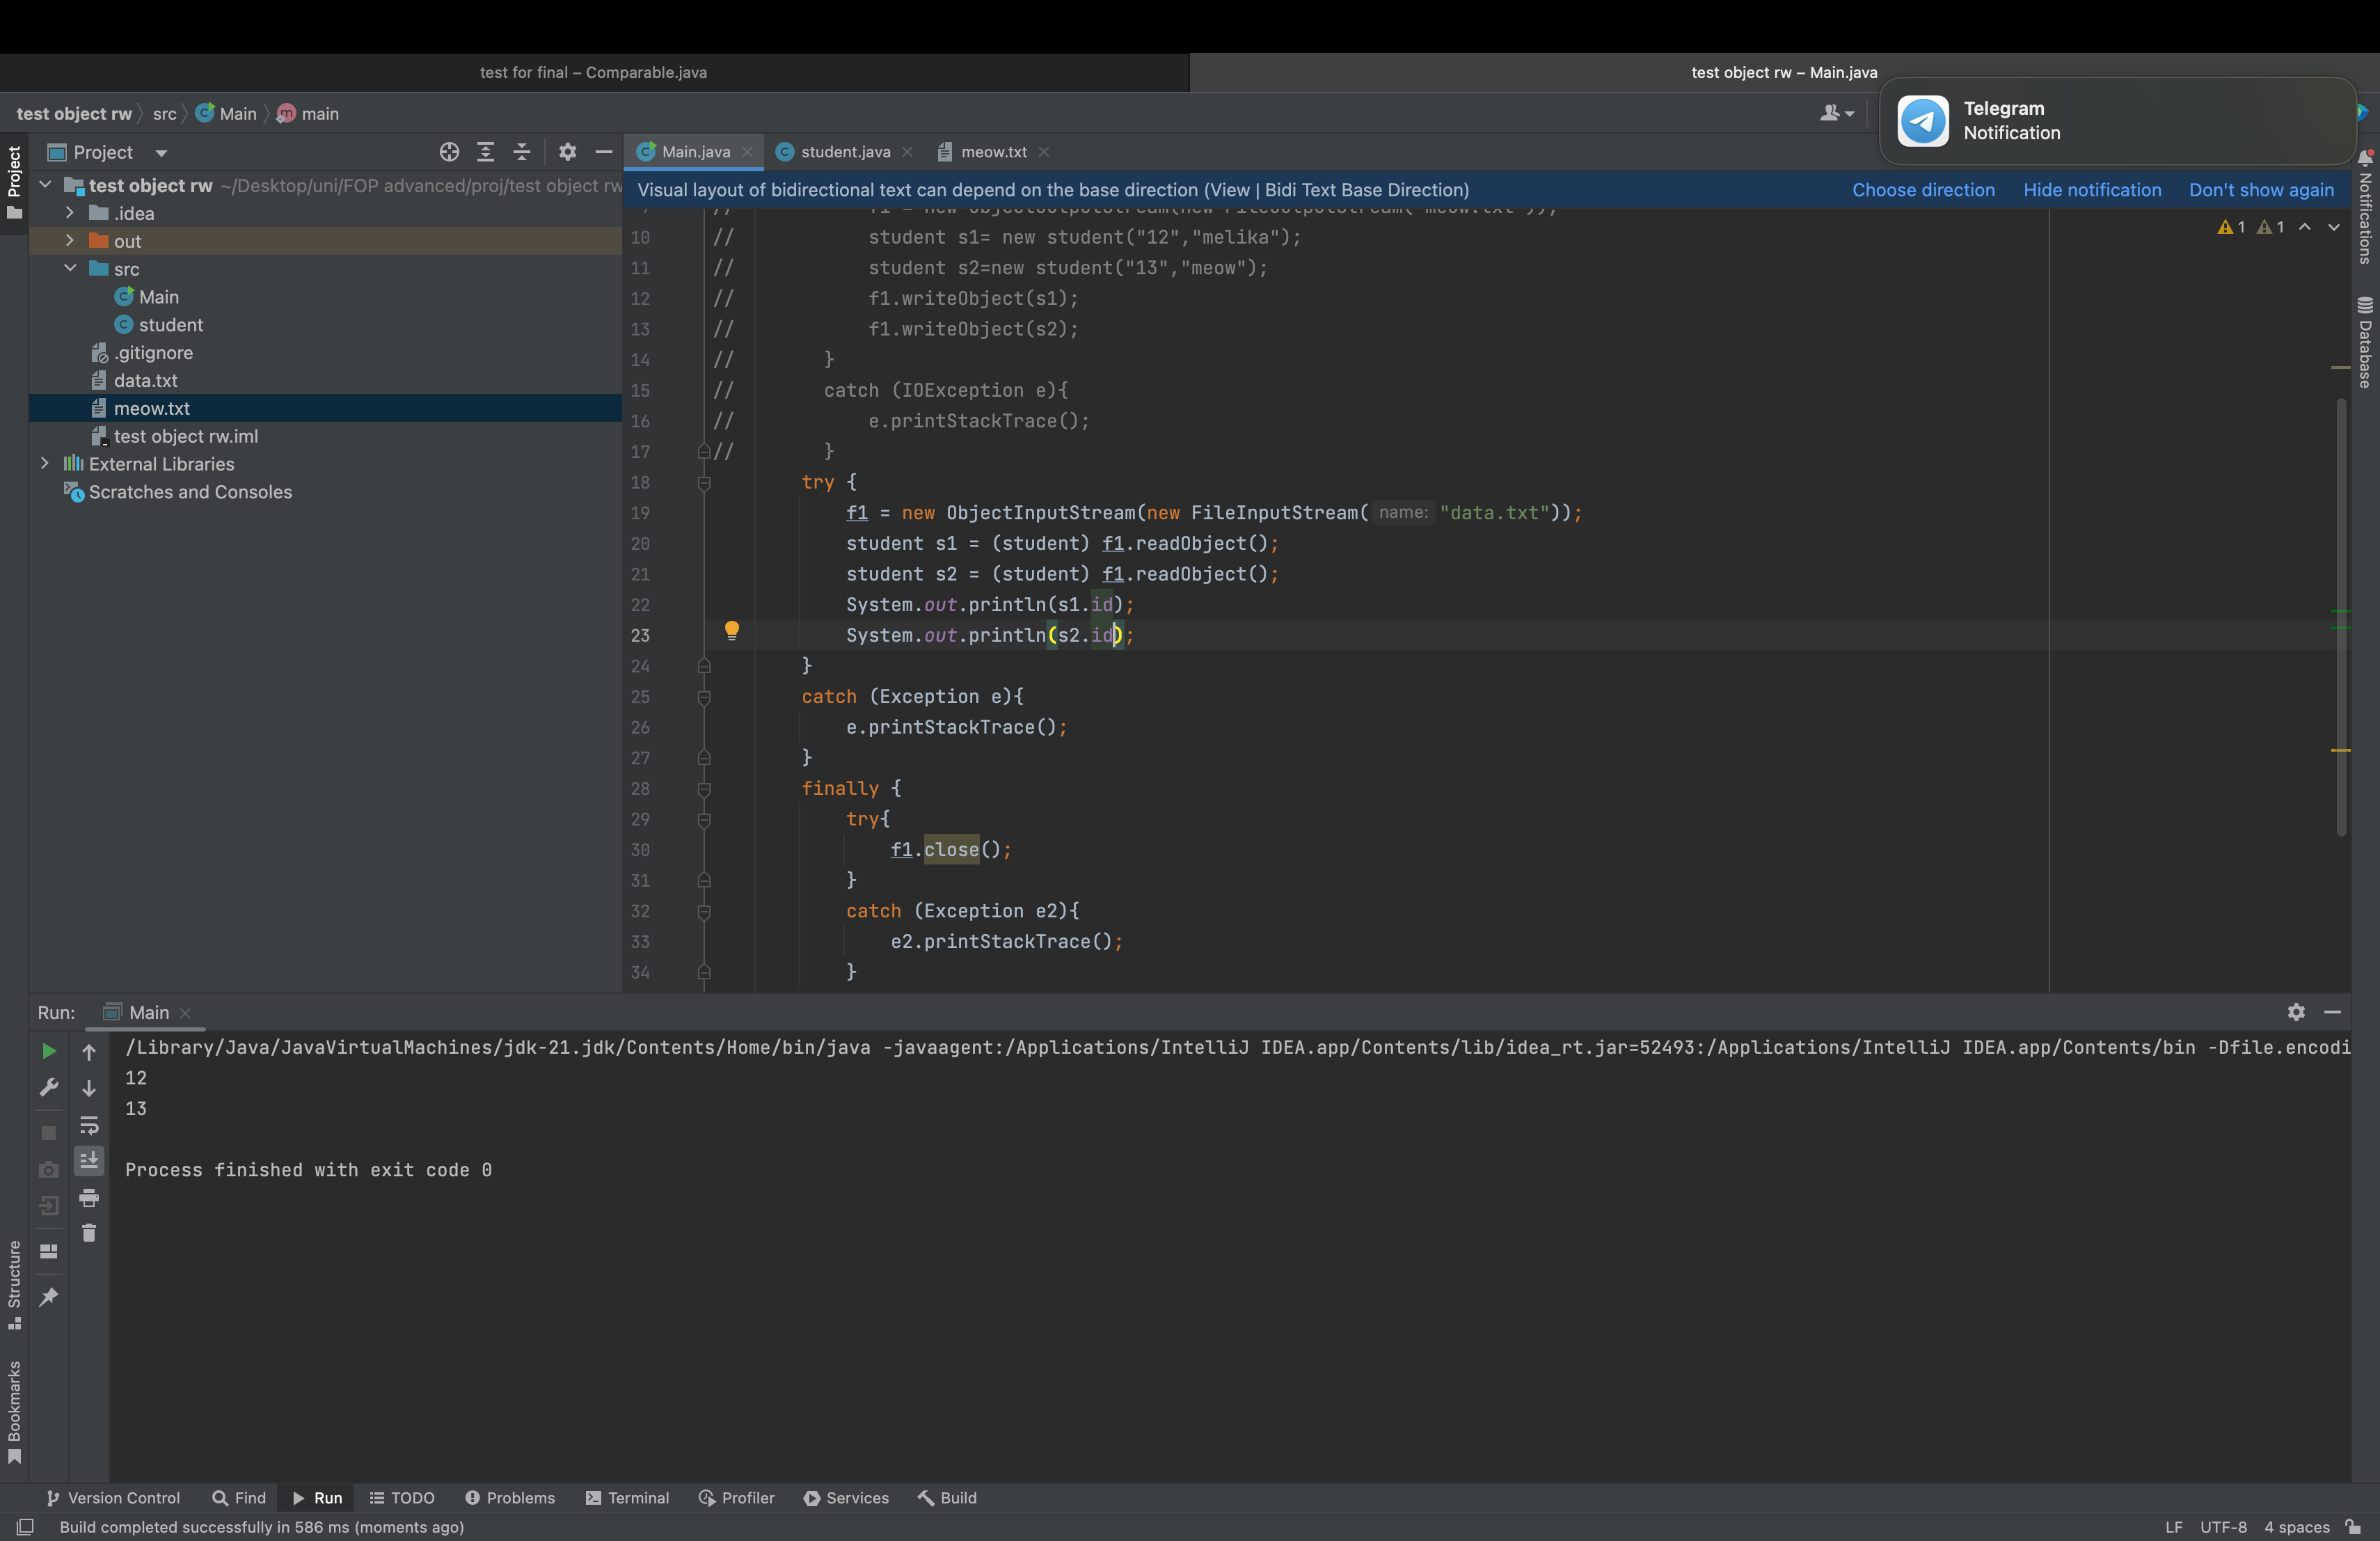 test for final – Comparable.java
test object rw – Main.java
Telegram
Notification
test object rw src Main main
Project
Main.java student.java meow.txt
Visual layout of bidirectional text can depend on the base direction (View | Bidi Text Base Direction) Choose direction Hide notification Don't show again
Project
test object rw ~/Desktop/uni/FOP advanced/proj/test object rw
.idea
out
src
Main
student
.gitignore
data.txt
meow.txt
test object rw.iml
External Libraries
Scratches and Consoles
9 // f1 = new ObjectOutputStream(new FileOutputStream("meow.txt"));
10 // student s1= new student("12","melika");
11 // student s2=new student("13","meow");
12 // f1.writeObject(s1);
13 // f1.writeObject(s2);
14 // }
15 // catch (IOException e){
16 // e.printStackTrace();
17 // }
18 try {
19 f1 = new ObjectInputStream(new FileInputStream( name: "data.txt"));
20 student s1 = (student) f1.readObject();
21 student s2 = (student) f1.readObject();
22 System.out.println(s1.id);
23 System.out.println(s2.id);
24 }
25 catch (Exception e){
26 e.printStackTrace();
27 }
28 finally {
29 try{
30 f1.close();
31 }
32 catch (Exception e2){
33 e2.printStackTrace();
34 }
1 1
Notifications
Database
Run: Main
/Library/Java/JavaVirtualMachines/jdk-21.jdk/Contents/Home/bin/java -javaagent:/Applications/IntelliJ IDEA.app/Contents/lib/idea_rt.jar=52493:/Applications/IntelliJ IDEA.app/Contents/bin -Dfile.encodi
12
13
Process finished with exit code 0
Structure
Bookmarks
Version Control Find Run TODO Problems Terminal Profiler Services Build
Build completed successfully in 586 ms (moments ago)
LF UTF-8 4 spaces